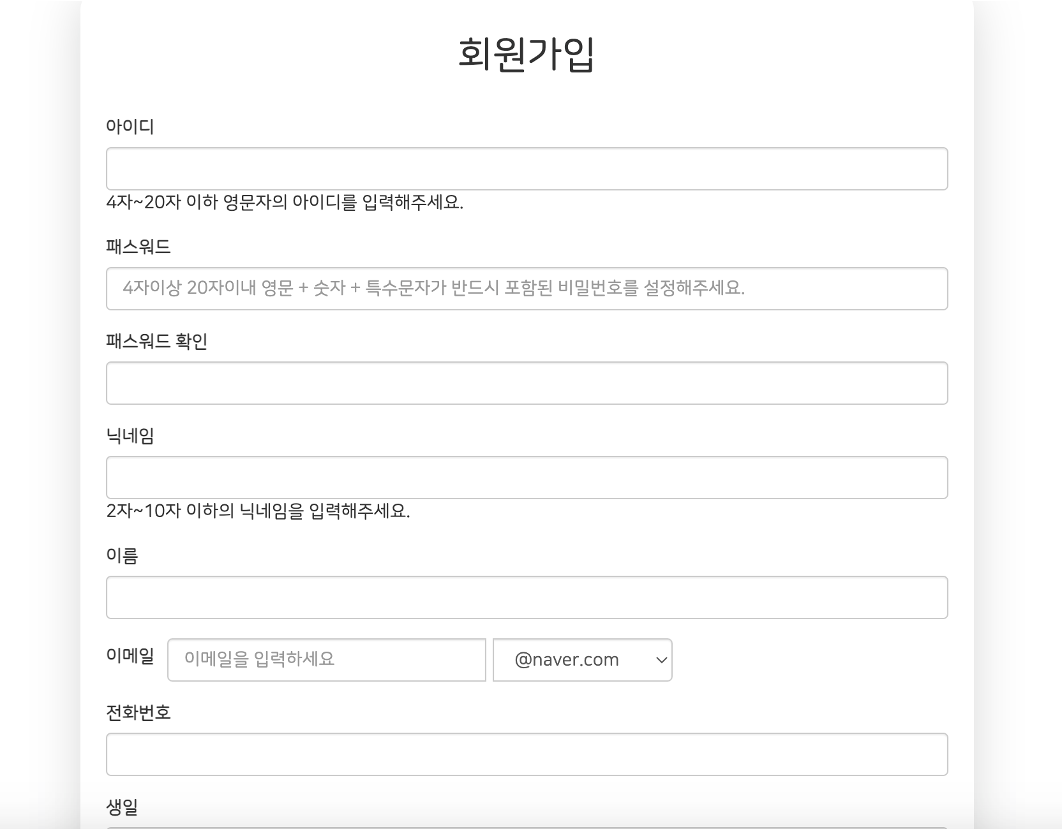 회원가입
아이디
4자~20자 이하 영문자의 아이디를 입력해주세요.
패스워드
4자이상 20자이내 영문 + 숫자 + 특수문자가 반드시 포함된 비밀번호를 설정해주세요.
패스워드 확인
닉네임
2자~10자 이하의 닉네임을 입력해주세요.
이름
이메일 이메일을 입력하세요 @naver.com
전화번호
생일